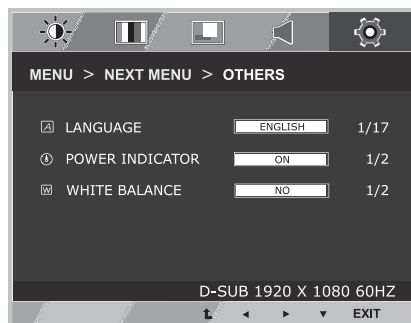 MENU > NEXT MENU > OTHERS
LANGUAGE ENGLISH 1/17
POWER INDICATOR ON 1/2
W WHITE BALANCE NO 1/2
D-SUB 1920 X 1080 60HZ
EXIT